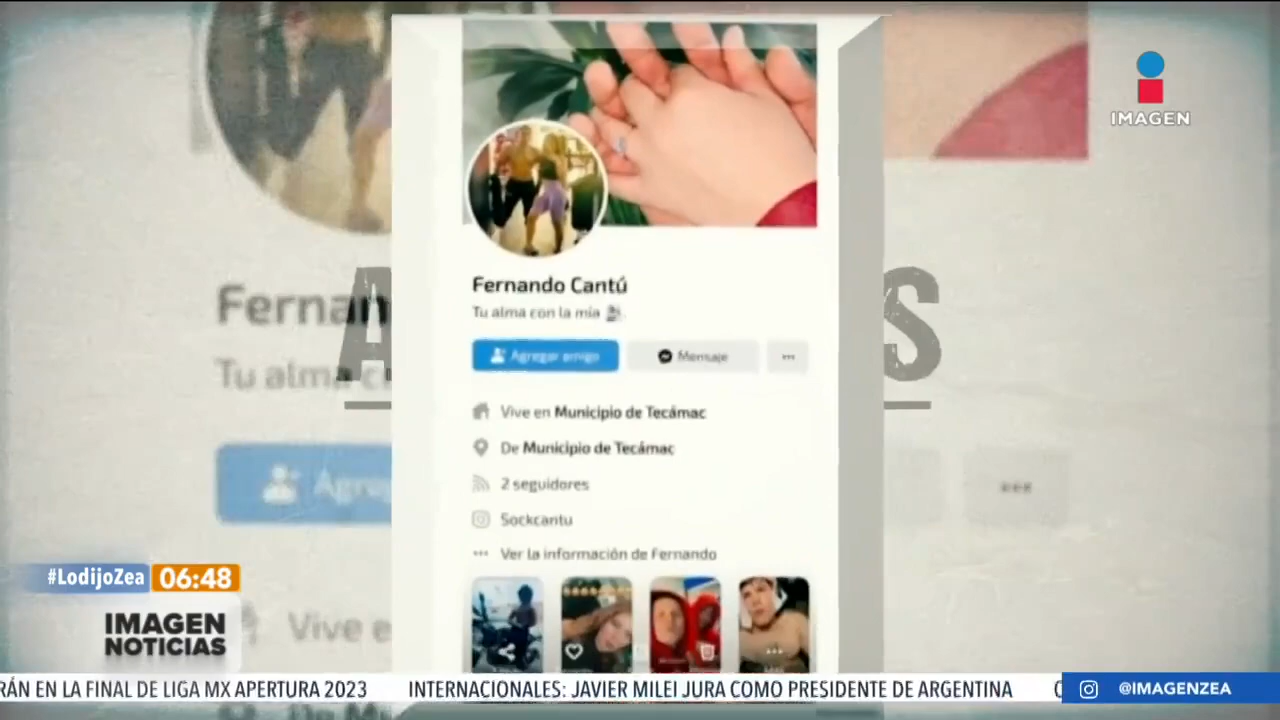 IMAGEN
Fernando Cantú
Tu alma con la mía
Agregar amigo
Mensaje
Vive en Municipio de Tecámac
De Municipio de Tecámac
2 seguidores
Sockcantu
Ver la información de Fernando
Fernan
Tu alma
Agreg
Vive e
A
S
#LodijoZea
06:48
IMAGEN
NOTICIAS
RÁN EN LA FINAL DE LIGA MX APERTURA 2023
INTERNACIONALES: JAVIER MILEI JURA COMO PRESIDENTE DE ARGENTINA
@IMAGENZEA